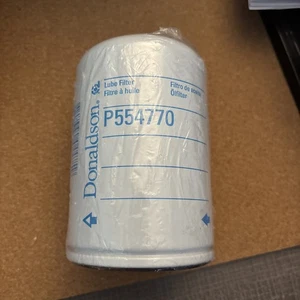 Donaldson
Lube Filter
Filtre à huile
Filtro de aceite
Ölfilter
P554770